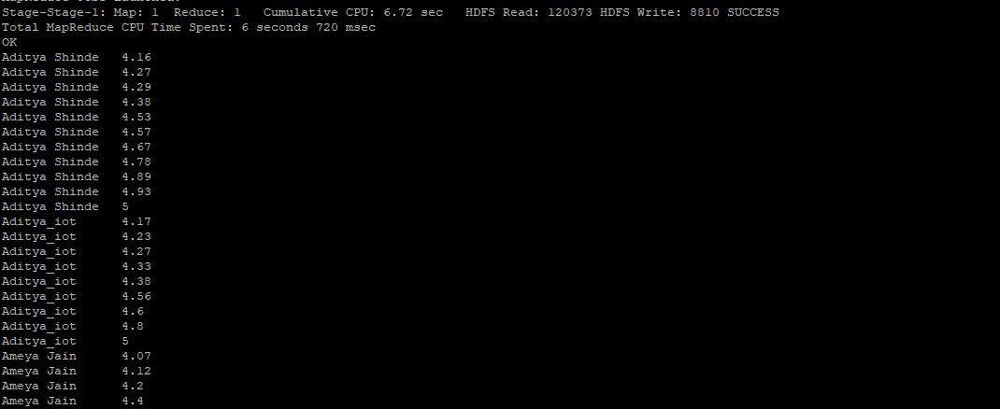 MapReduce Jobs Launched:
Stage-Stage-1: Map: 1  Reduce: 1   Cumulative CPU: 6.72 sec   HDFS Read: 120373 HDFS Write: 8810 SUCCESS
Total MapReduce CPU Time Spent: 6 seconds 720 msec
OK
Aditya Shinde   4.16
Aditya Shinde   4.27
Aditya Shinde   4.29
Aditya Shinde   4.38
Aditya Shinde   4.53
Aditya Shinde   4.57
Aditya Shinde   4.67
Aditya Shinde   4.78
Aditya Shinde   4.89
Aditya Shinde   4.93
Aditya Shinde   5
Aditya_iot      4.17
Aditya_iot      4.23
Aditya_iot      4.27
Aditya_iot      4.33
Aditya_iot      4.38
Aditya_iot      4.56
Aditya_iot      4.6
Aditya_iot      4.8
Aditya_iot      5
Ameya Jain      4.07
Ameya Jain      4.12
Ameya Jain      4.2
Ameya Jain      4.4